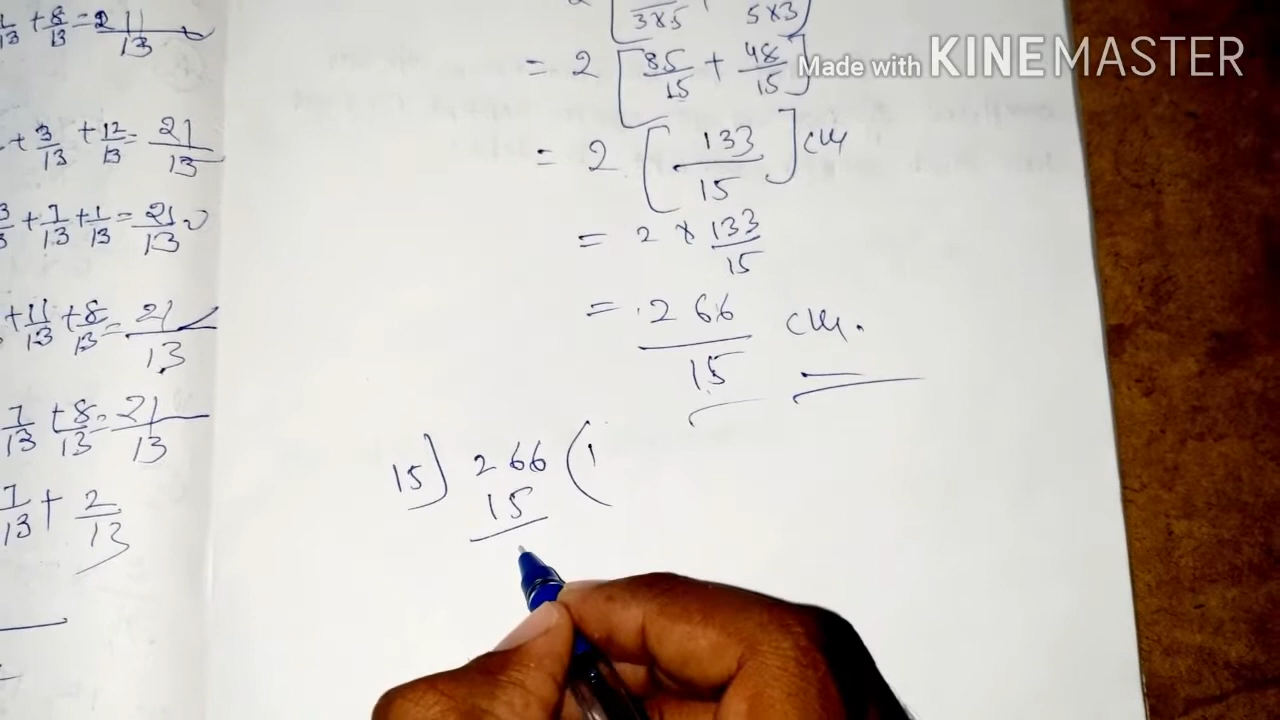 /13 + 8/13 = 21/13
+ 3/13 + 12/13 = 21/13
+ 7/13 + 1/13 = 21/13
+ 11/13 + 8/13 = 21/13
7/13 + 8/13 = 21/13
7/13 + 2/13
3×5 5×3
= 2 [85/15 + 48/15]
Made with KINEMASTER
= 2 [133/15] cm
= 2 × 133/15
= 266/15 cm.
15) 266 (1
15